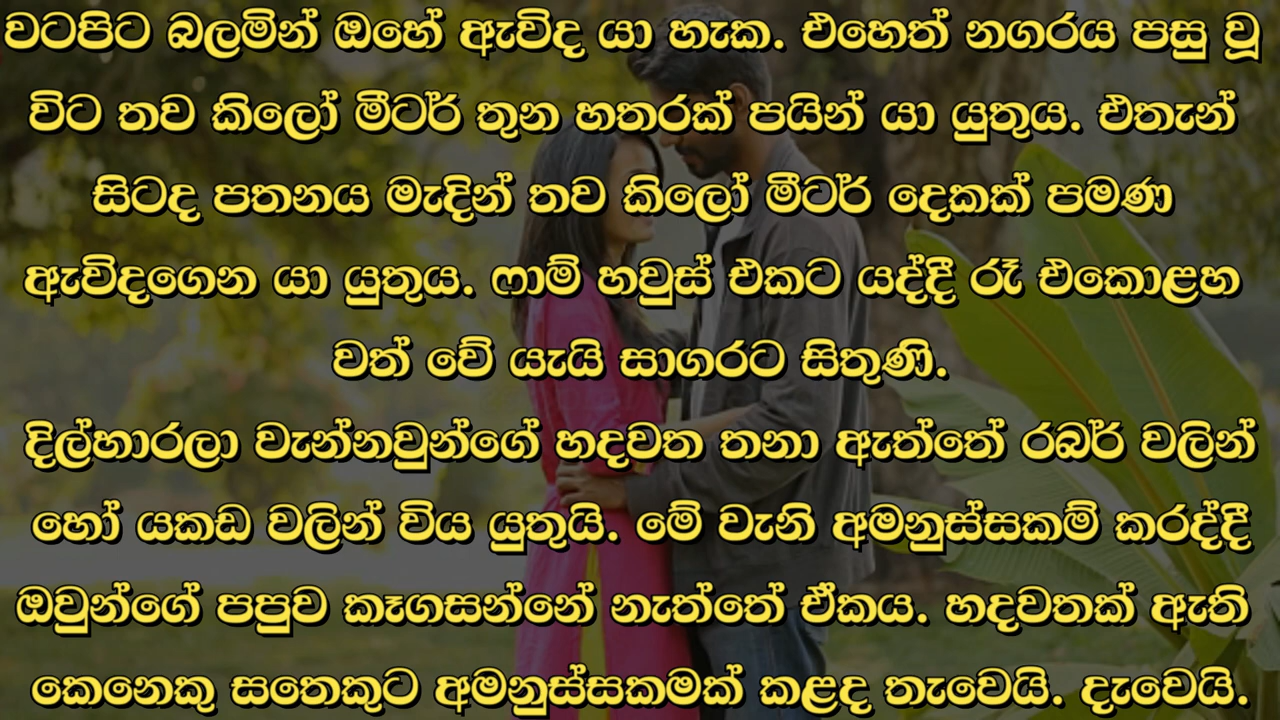 වටපිට බලමින් ඔහේ ඇවිද යා හැක. එහෙත් නගරය පසු වූ
විට තව කිලෝ මීටර් තුන හතරක් පයින් යා යුතුය. එතැන්
සිටද පතනය මැදින් තව කිලෝ මීටර් දෙකක් පමණ
ඇවිදගෙන යා යුතුය. ෆාම් හවුස් එකට යද්දී රෑ එකොළහ
වත් වේ යැයි සාගරට සිතුණි.
දිල්හාරලා වැන්නවුන්ගේ හදවත තනා ඇත්තේ රබර් වලින්
හෝ යකඩ වලින් විය යුතුයි. මේ වැනි අමනුස්සකම් කරද්දී
ඔවුන්ගේ පපුව කෑගසන්නේ නැත්තේ ඒකය. හදවතක් ඇති
කෙනෙකු සතෙකුට අමනුස්සකමක් කළද තැවෙයි. දැවෙයි.